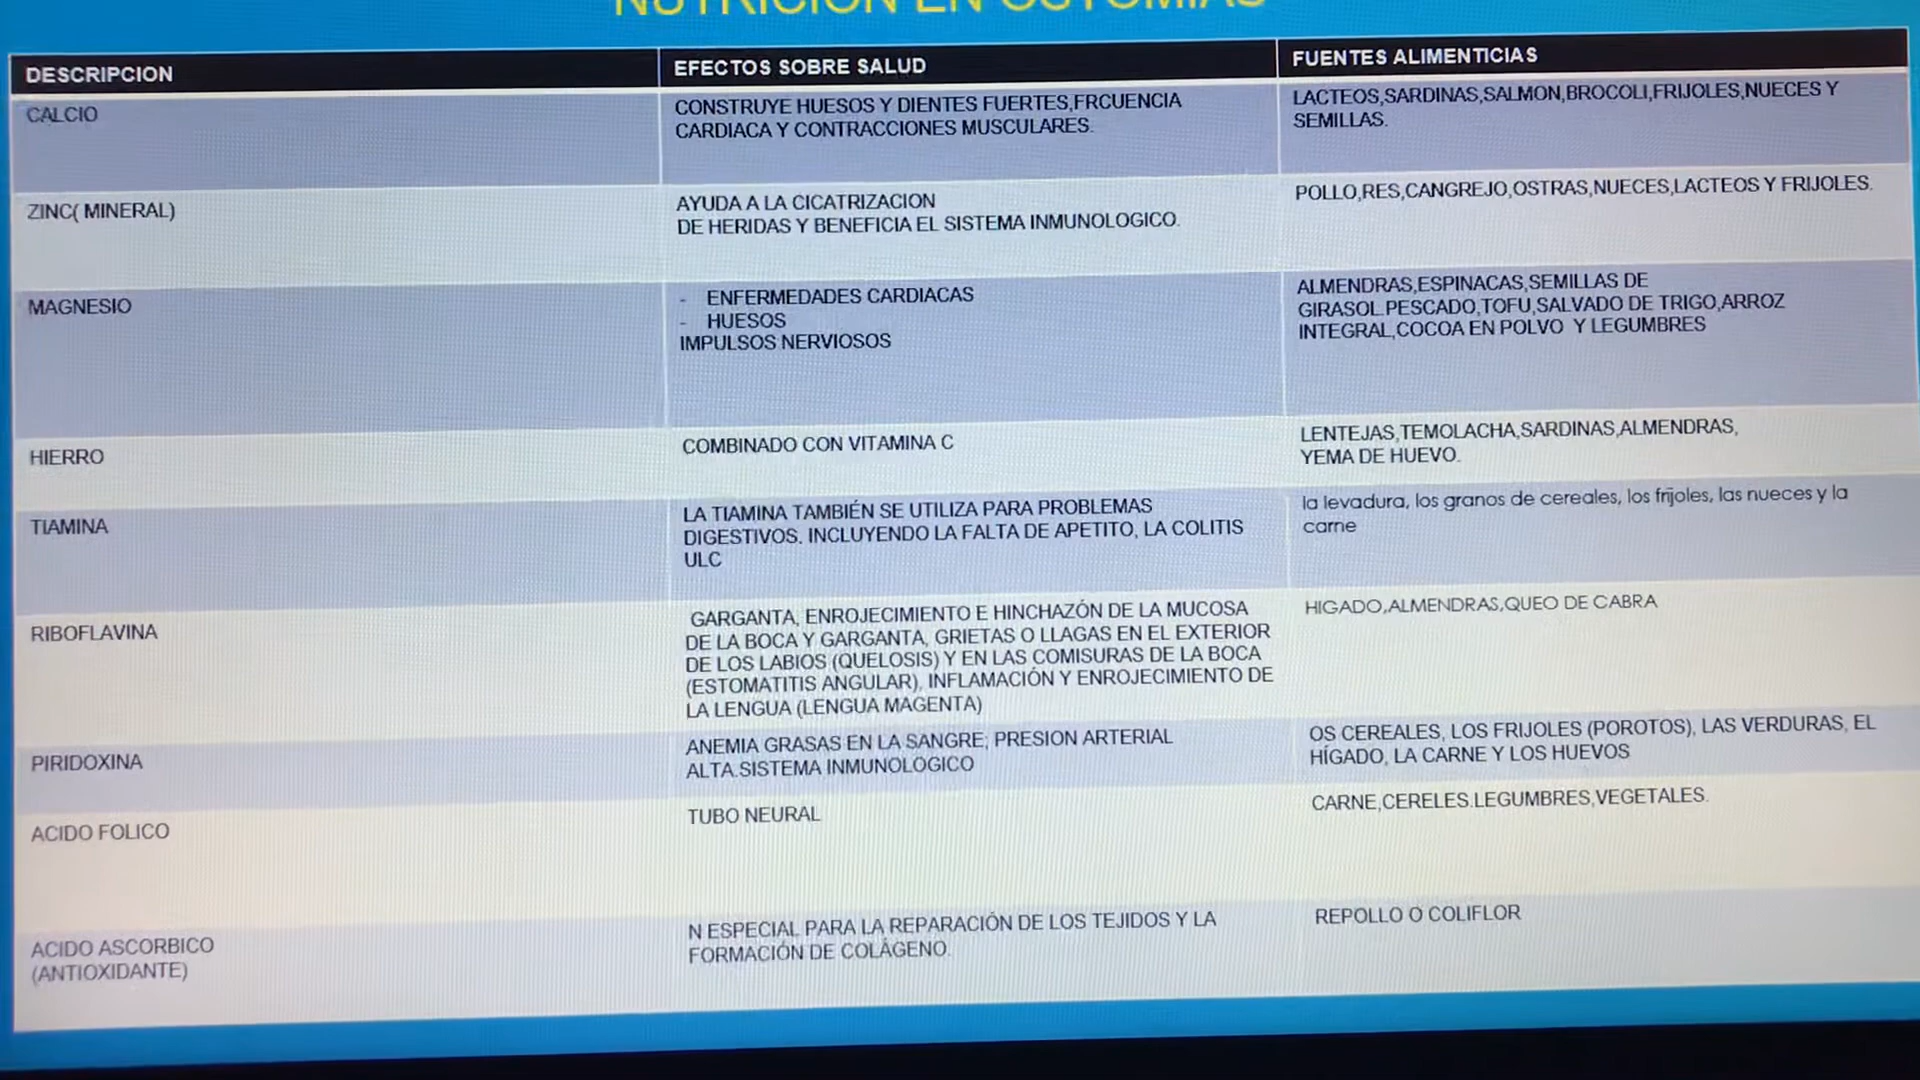 NUTRICION EN OSTOMIAS
DESCRIPCION
EFECTOS SOBRE SALUD
FUENTES ALIMENTICIAS
CALCIO
CONSTRUYE HUESOS Y DIENTES FUERTES,FRCUENCIA
CARDIACA Y CONTRACCIONES MUSCULARES.
LACTEOS,SARDINAS,SALMON,BROCOLI,FRIJOLES,NUECES Y
SEMILLAS.
ZINC( MINERAL)
AYUDA A LA CICATRIZACION
DE HERIDAS Y BENEFICIA EL SISTEMA INMUNOLOGICO.
POLLO,RES,CANGREJO,OSTRAS,NUECES,LACTEOS Y FRIJOLES.
MAGNESIO
- ENFERMEDADES CARDIACAS
- HUESOS
IMPULSOS NERVIOSOS
ALMENDRAS,ESPINACAS,SEMILLAS DE
GIRASOL.PESCADO,TOFU,SALVADO DE TRIGO,ARROZ
INTEGRAL,COCOA EN POLVO Y LEGUMBRES
HIERRO
COMBINADO CON VITAMINA C
LENTEJAS,TEMOLACHA,SARDINAS,ALMENDRAS,
YEMA DE HUEVO.
TIAMINA
LA TIAMINA TAMBIÉN SE UTILIZA PARA PROBLEMAS
DIGESTIVOS. INCLUYENDO LA FALTA DE APETITO, LA COLITIS
ULC
la levadura, los granos de cereales, los frijoles, las nueces y la
carne
RIBOFLAVINA
GARGANTA, ENROJECIMIENTO E HINCHAZÓN DE LA MUCOSA
DE LA BOCA Y GARGANTA, GRIETAS O LLAGAS EN EL EXTERIOR
DE LOS LABIOS (QUELOSIS) Y EN LAS COMISURAS DE LA BOCA
(ESTOMATITIS ANGULAR), INFLAMACIÓN Y ENROJECIMIENTO DE
LA LENGUA (LENGUA MAGENTA)
HIGADO,ALMENDRAS,QUEO DE CABRA
PIRIDOXINA
ANEMIA GRASAS EN LA SANGRE; PRESION ARTERIAL
ALTA.SISTEMA INMUNOLOGICO
OS CEREALES, LOS FRIJOLES (POROTOS), LAS VERDURAS, EL
HÍGADO, LA CARNE Y LOS HUEVOS
ACIDO FOLICO
TUBO NEURAL
CARNE,CERELES.LEGUMBRES,VEGETALES.
ACIDO ASCORBICO
(ANTIOXIDANTE)
N ESPECIAL PARA LA REPARACIÓN DE LOS TEJIDOS Y LA
FORMACIÓN DE COLÁGENO.
REPOLLO O COLIFLOR